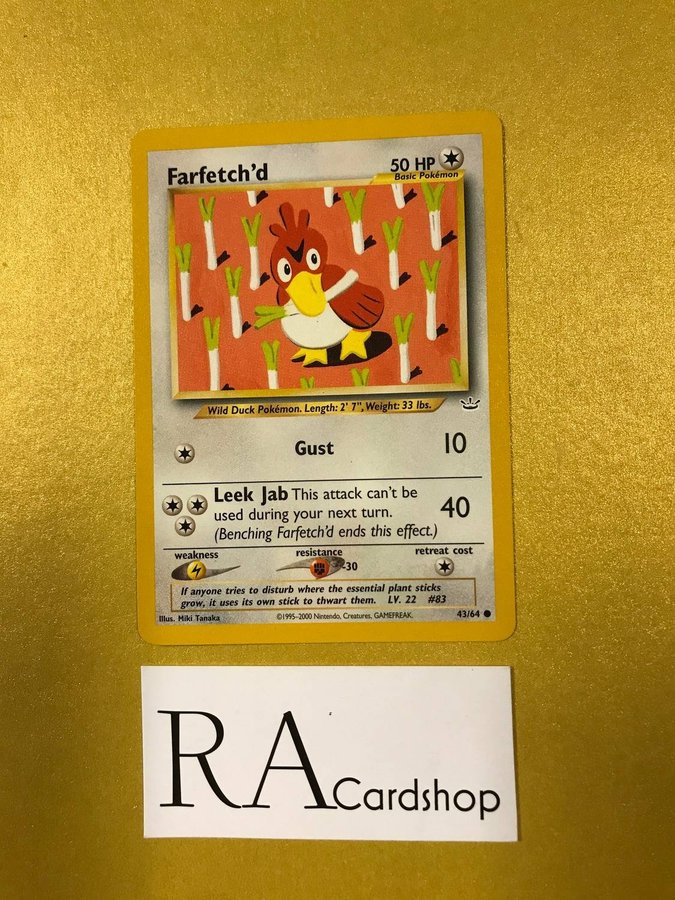 Farfetch'd
50 HP
Basic Pokémon
Wild Duck Pokémon. Length: 2' 7", Weight: 33 lbs.
Gust 10
Leek Jab This attack can't be
used during your next turn. 40
(Benching Farfetch'd ends this effect.)
weakness resistance retreat cost
-30
If anyone tries to disturb where the essential plant sticks
grow, it uses its own stick to thwart them. LV. 22 #83
Illus. Miki Tanaka ©1995-2000 Nintendo, Creatures, GAMEFREAK. 43/64
RA Cardshop